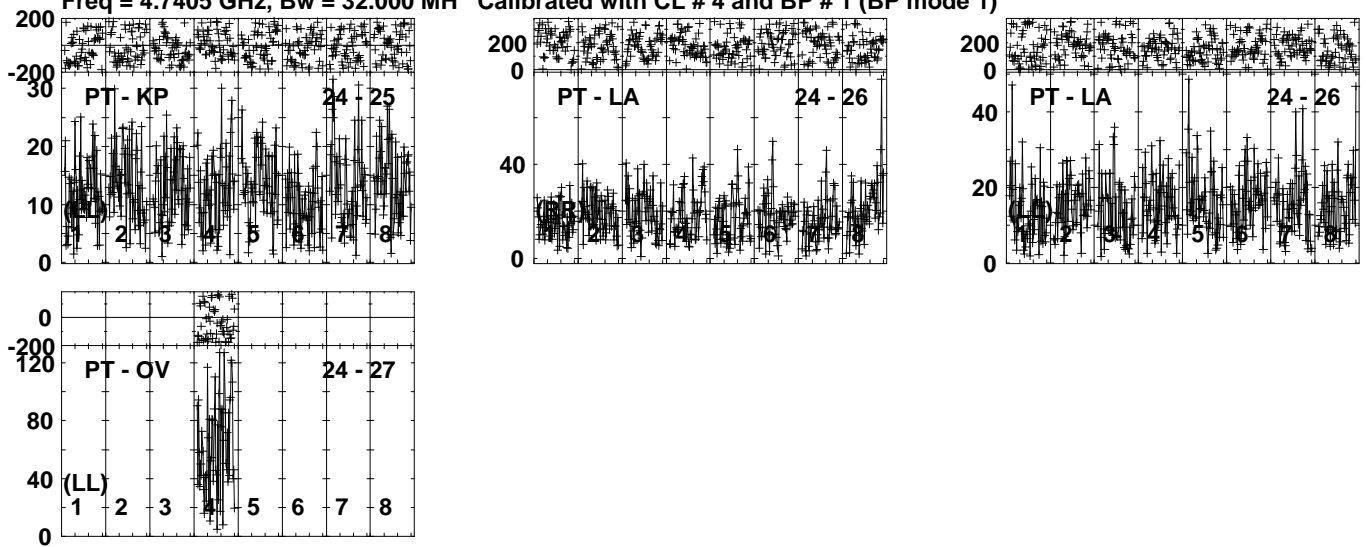 Freq = 4.7405 GHz, Bw = 32.000 MH Calibrated with CL # 4 and BP # 1 (BP mode 1)
200
-200
30
20
10
0
PT - KP 24 - 25
(LL)
1 2 3 4 5 6 7 8
200
0
40
0
PT - LA 24 - 26
(RR)
1 2 3 4 5 6 7 8
200
0
40
20
0
PT - LA 24 - 26
(LL)
1 2 3 4 5 6 7 8
0
-200
120
80
40
0
PT - OV 24 - 27
(LL)
1 2 3 4 5 6 7 8